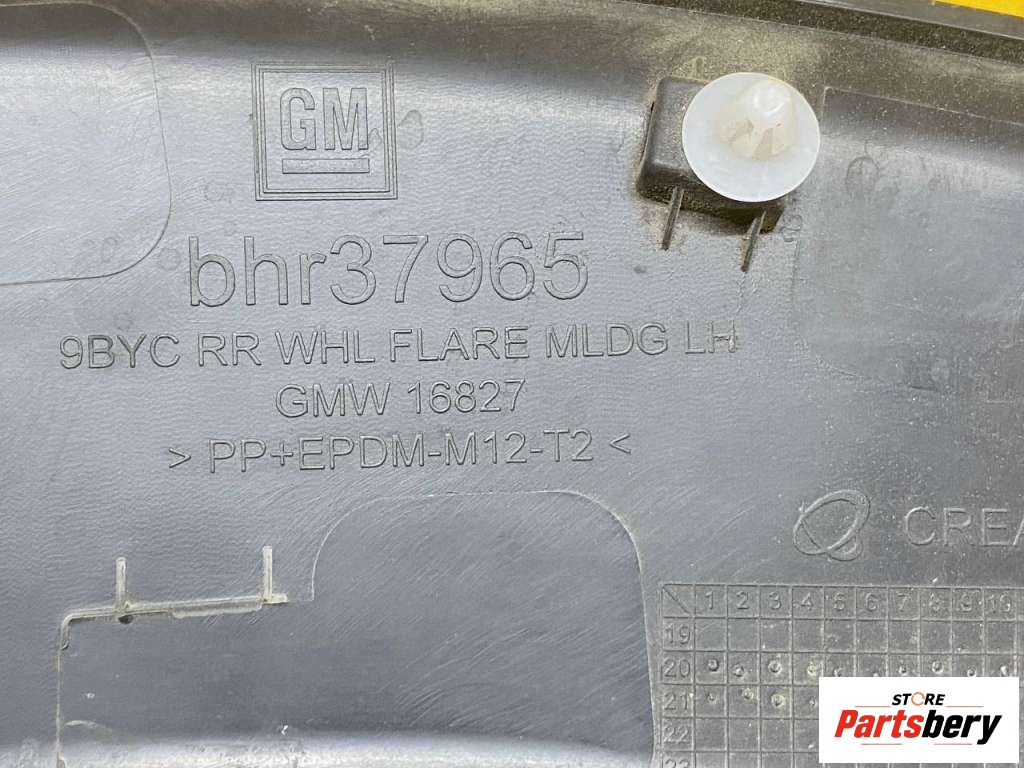 GM
bhr37965
9BYC RR WHL FLARE MLDG LH
GMW 16827
> PP+EPDM-M12-T2 <
1 2 3 4 5 6 7 8 9 10
19
20
21
22
23
STORE
Partsbery